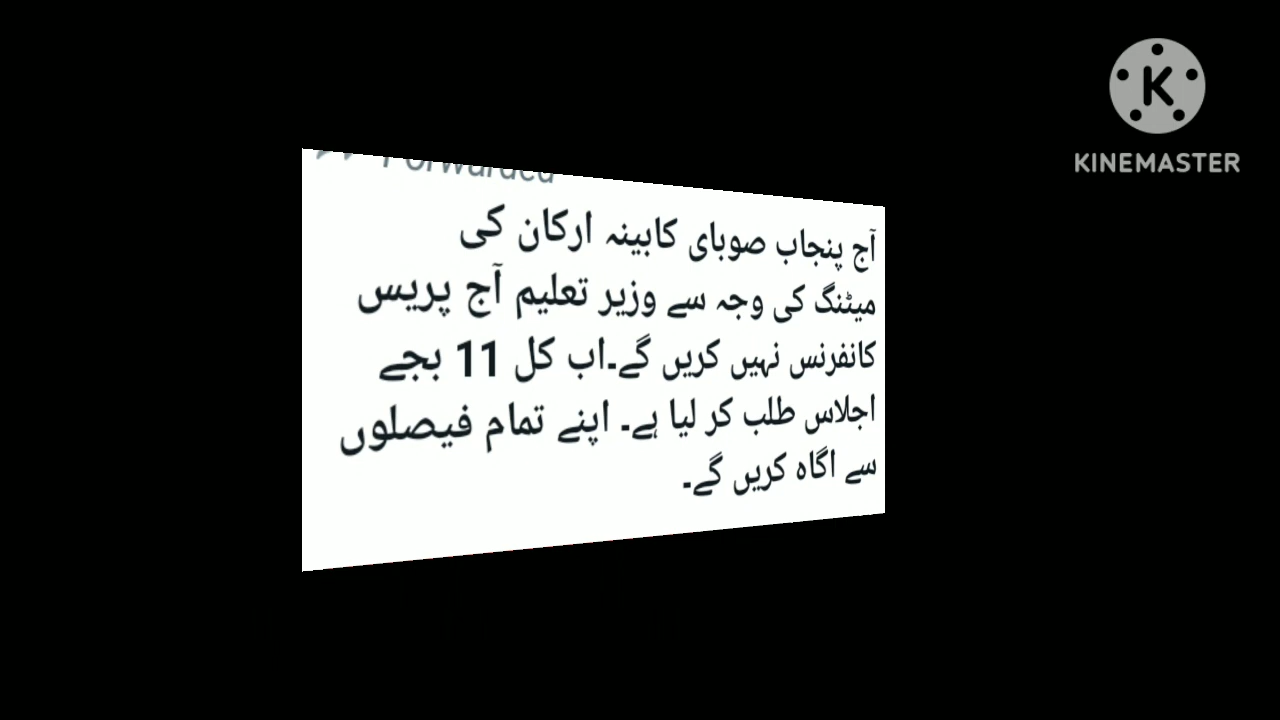 Forwarded
KINEMASTER
آج پنجاب صوبای کابینہ ارکان کی
میٹنگ کی وجہ سے وزیر تعلیم آج پریس
کانفرنس نہیں کریں گے۔اب کل 11 بجے
اجلاس طلب کر لیا ہے۔ اپنے تمام فیصلوں
سے اگاہ کریں گے۔